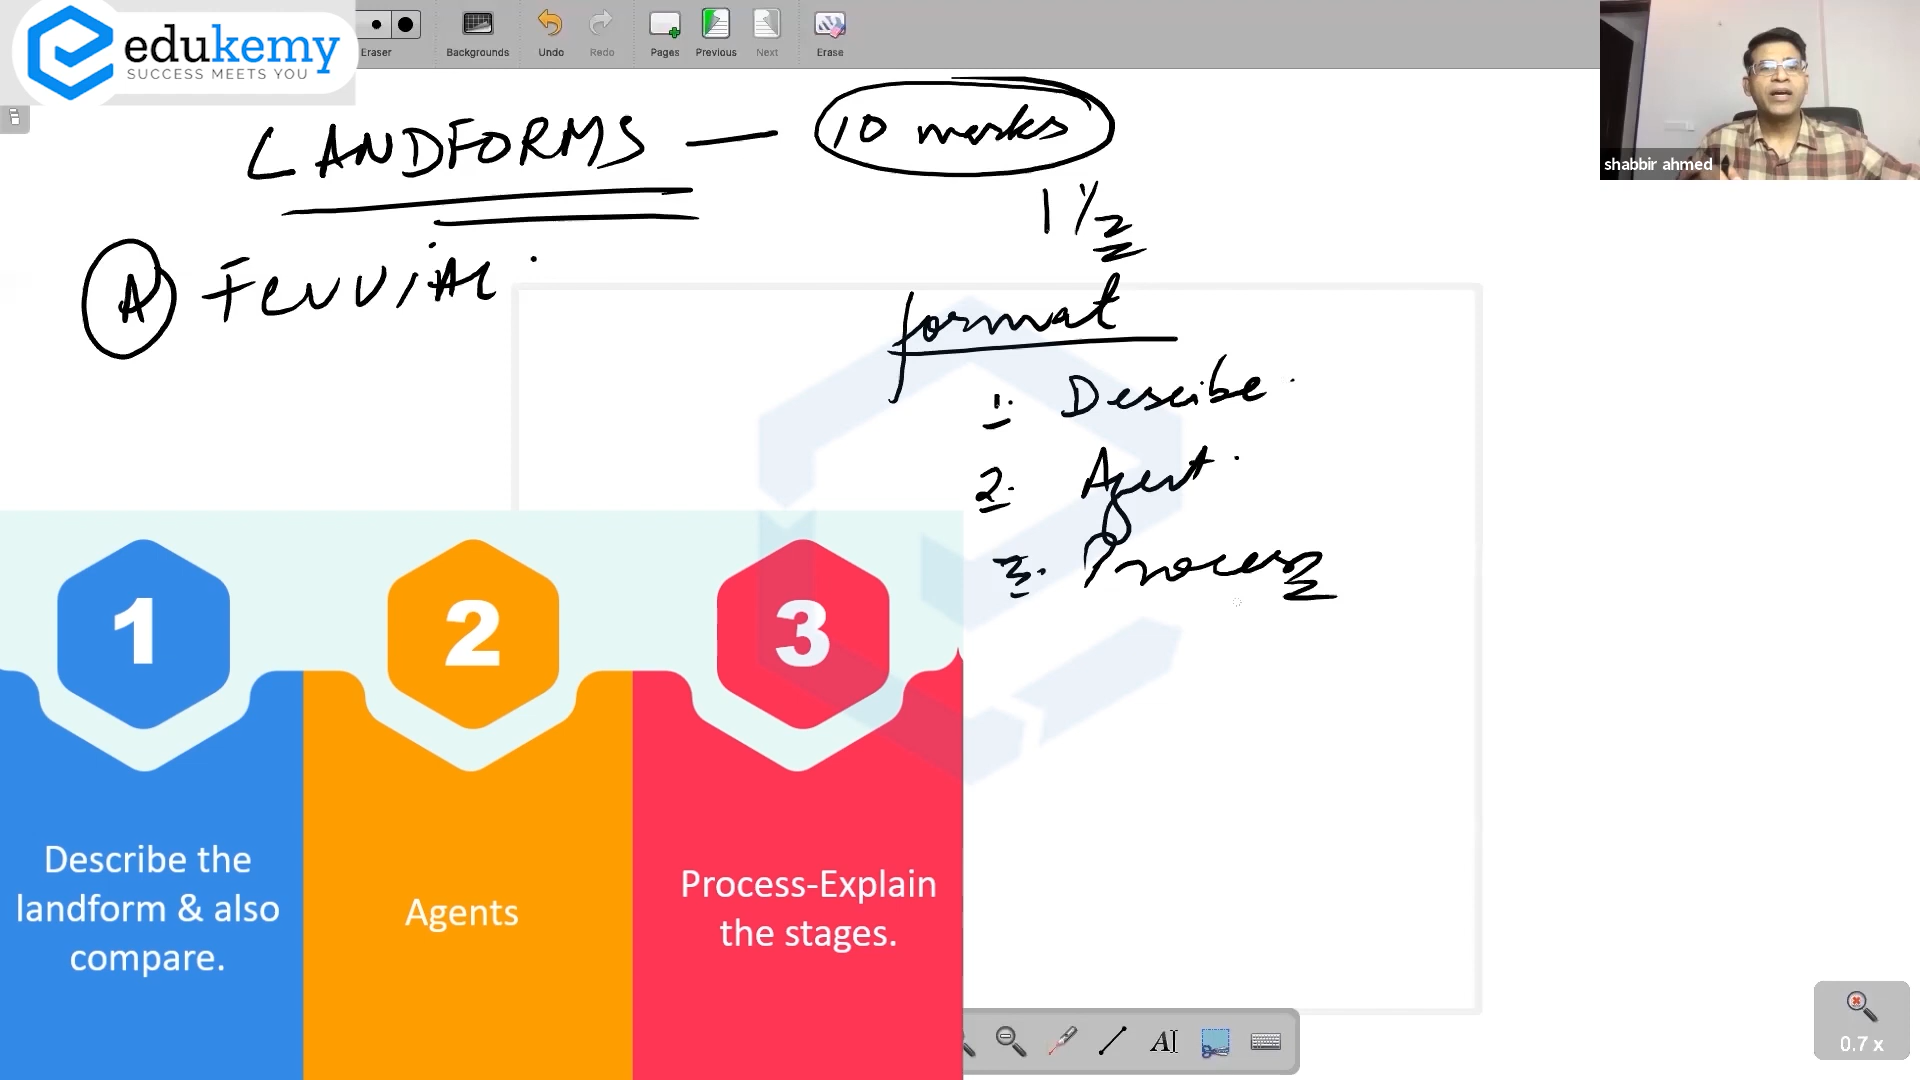 edukemy
SUCCESS MEETS YOU
Eraser
Backgrounds
Undo
Redo
Pages
Previous
Next
Erase
shabbir ahmed
LANDFORMS — 10 marks
1 1/2
A FLUVIAL
format
1. Describe.
2. Agent.
3. Process
1
2
3
Describe the
landform & also
compare.
Agents
Process-Explain
the stages.
0.7 x